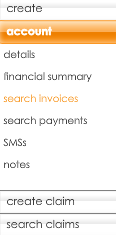 create
account
details
financial summary
search invoices
search payments
SMSs
notes
create claim
search claims